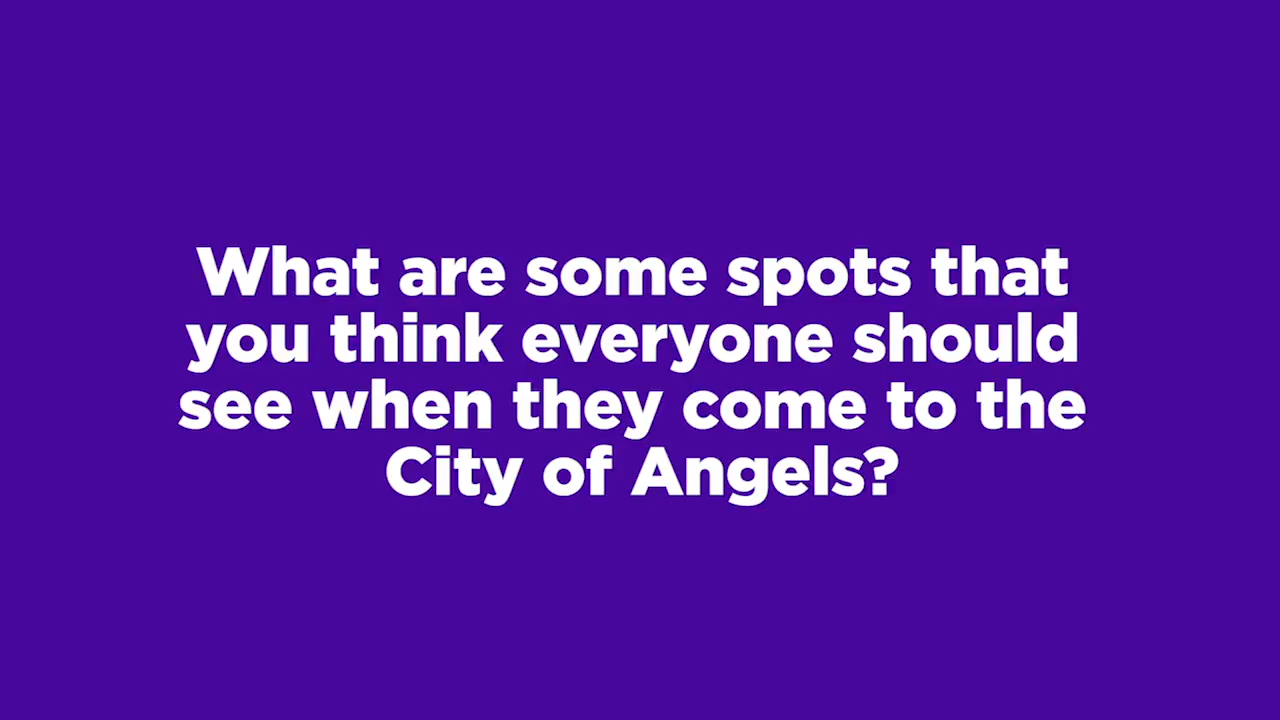 What are some spots that
you think everyone should
see when they come to the
City of Angels?